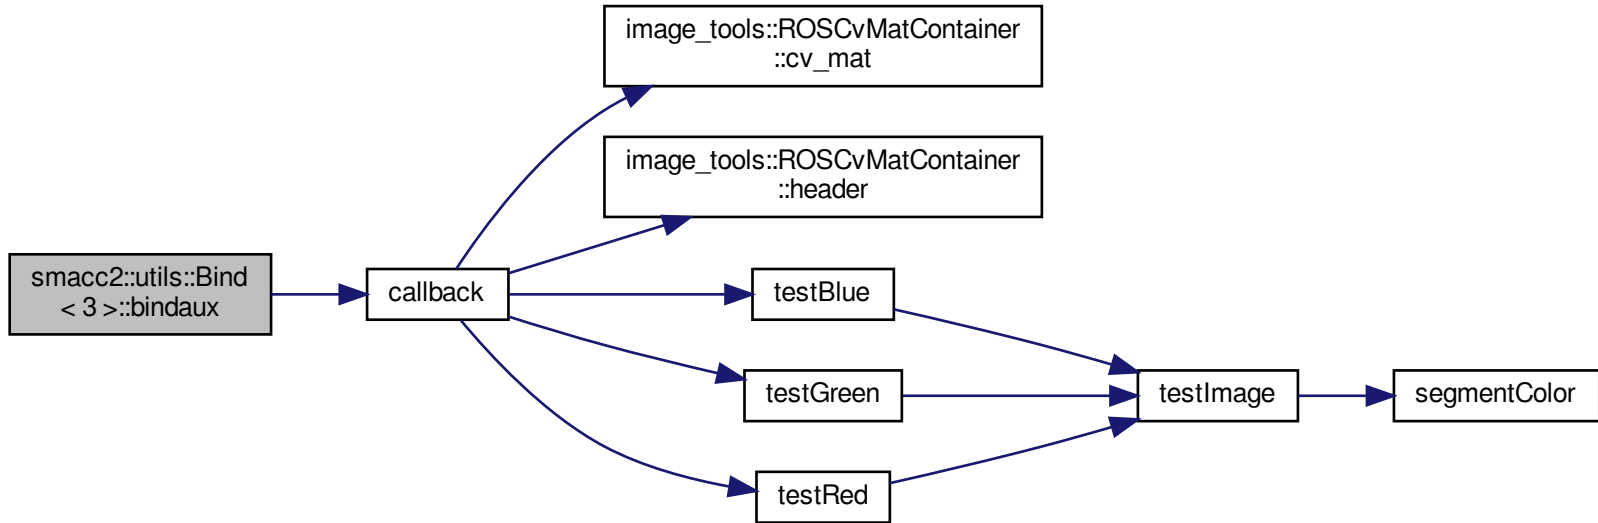 image_tools::ROSCvMatContainer
::cv_mat
image_tools::ROSCvMatContainer
::header
smacc2::utils::Bind
< 3 >::bindaux
callback
testBlue
testGreen
testImage
segmentColor
testRed